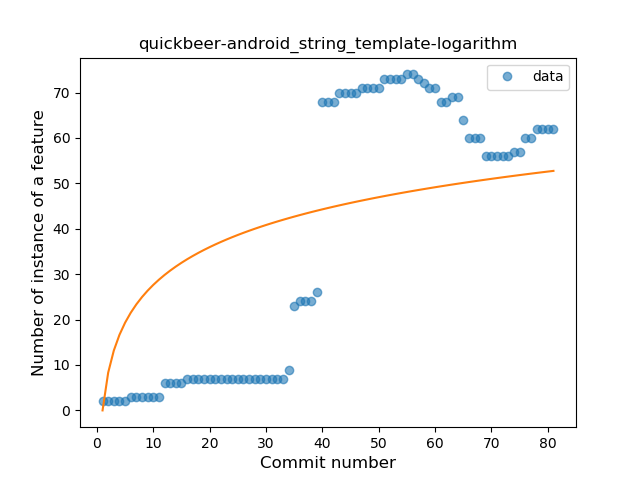 quickbeer-android_string_template-logarithm
data
Number of instance of a feature
70
60
50
40
30
20
10
0
0 10 20 30 40 50 60 70 80
Commit number